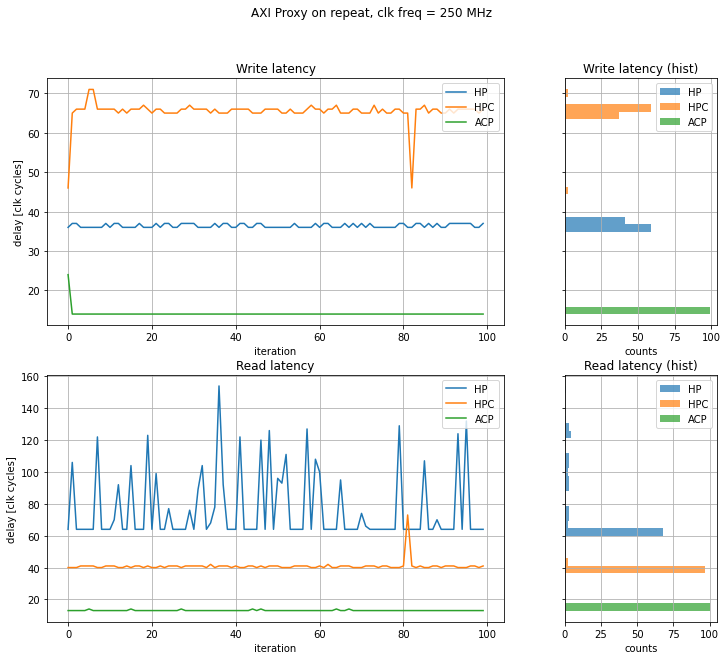 AXI Proxy on repeat, clk freq = 250 MHz
Write latency
delay [clk cycles]
70
60
50
40
30
20
0 20 40 60 80 100
iteration
HP
HPC
ACP
Write latency (hist)
HP
HPC
ACP
0 25 50 75 100
counts
Read latency
delay [clk cycles]
160
140
120
100
80
60
40
20
0 20 40 60 80 100
iteration
HP
HPC
ACP
Read latency (hist)
HP
HPC
ACP
0 25 50 75 100
counts